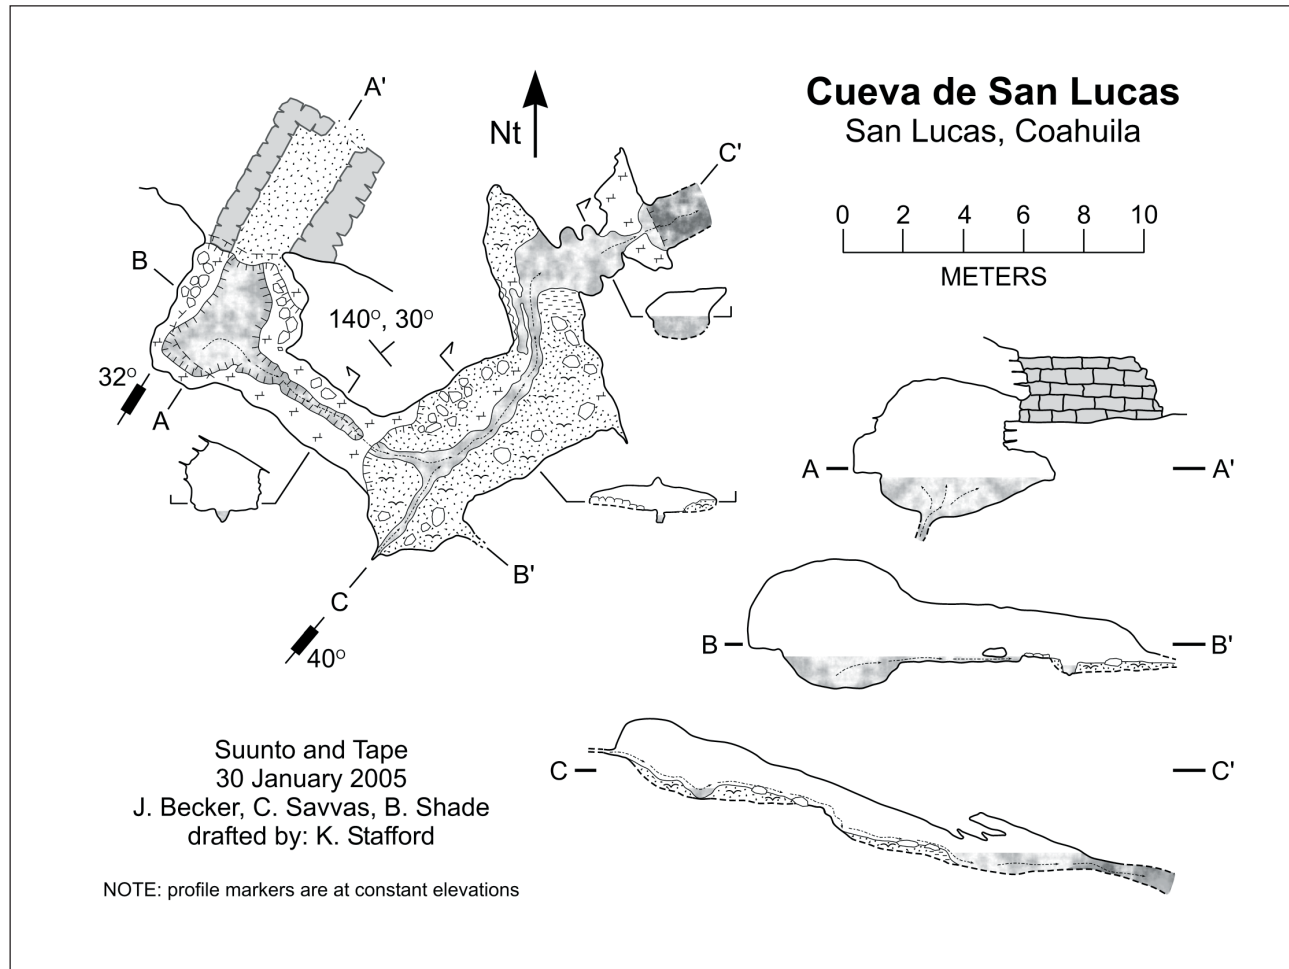 Cueva de San Lucas
San Lucas, Coahuila
0 2 4 6 8 10
METERS
Nt
A'
C'
B
140°, 30°
32°
A
B'
C
40°
A A'
B B'
C C'
Suunto and Tape
30 January 2005
J. Becker, C. Savvas, B. Shade
drafted by: K. Stafford
NOTE: profile markers are at constant elevations